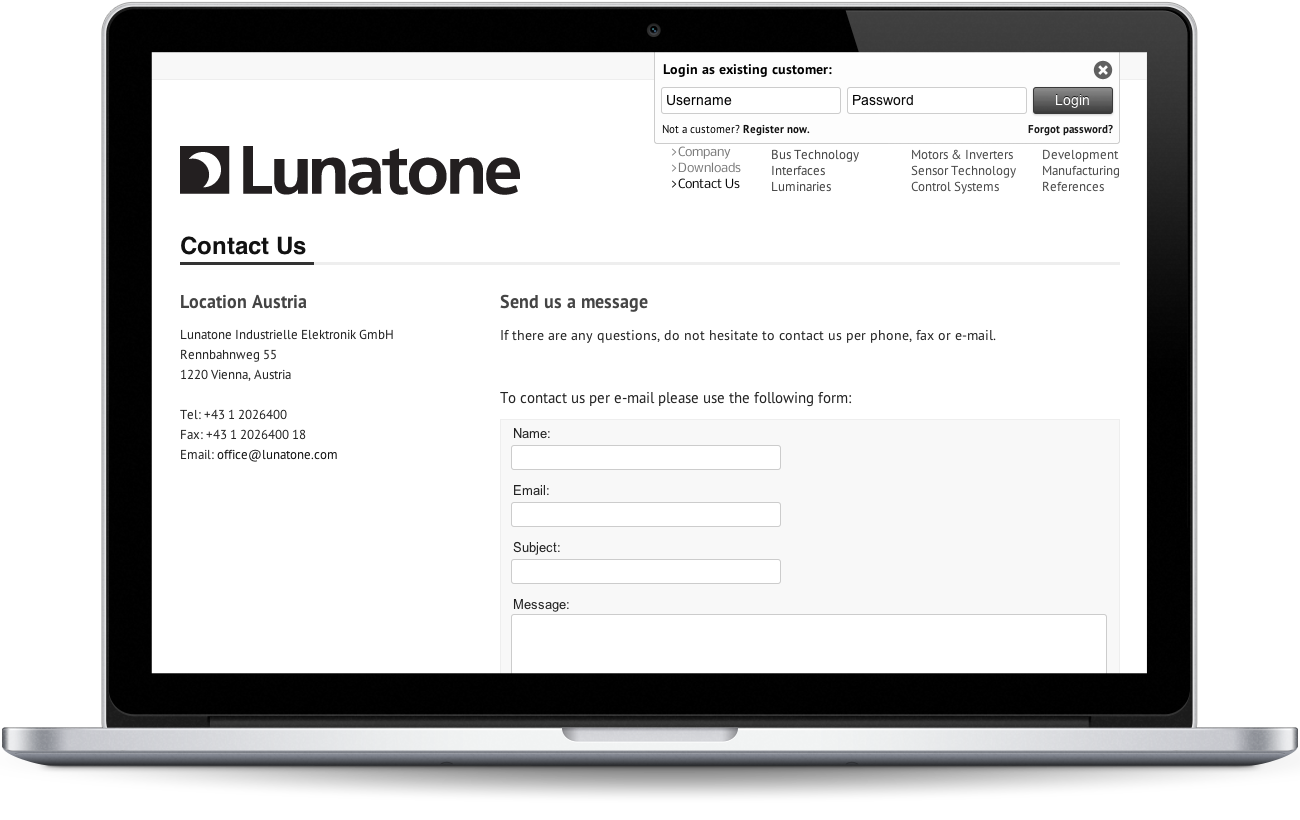 Login as existing customer:
Username Password Login
Not a customer? Register now. Forgot password?
Lunatone
>Company
>Downloads
>Contact Us
Bus Technology
Interfaces
Luminaries
Motors & Inverters
Sensor Technology
Control Systems
Development
Manufacturing
References
Contact Us
Location Austria
Lunatone Industrielle Elektronik GmbH
Rennbahnweg 55
1220 Vienna, Austria
Tel: +43 1 2026400
Fax: +43 1 2026400 18
Email: office@lunatone.com
Send us a message
If there are any questions, do not hesitate to contact us per phone, fax or e-mail.
To contact us per e-mail please use the following form:
Name:
Email:
Subject:
Message: